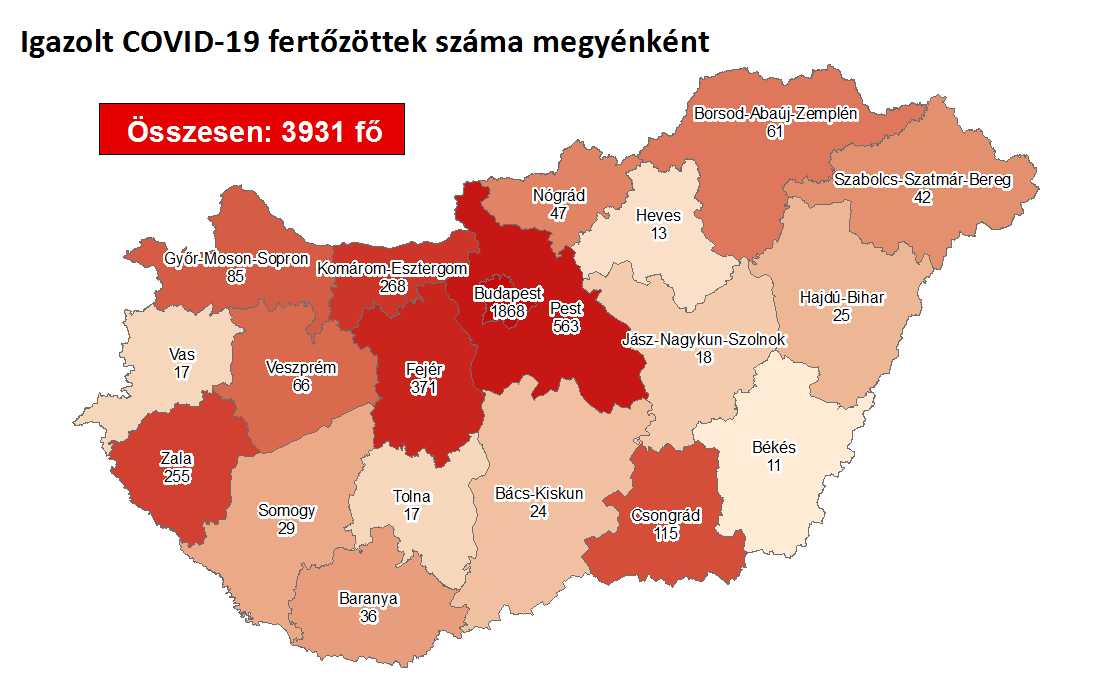 Igazolt COVID-19 fertőzöttek száma megyénként
Összesen: 3931 fő
Borsod-Abaúj-Zemplén
61
Szabolcs-Szatmár-Bereg
42
Nógrád
47
Heves
13
Győr-Moson-Sopron
85
Komárom-Esztergom
268
Budapest
1868
Pest
563
Hajdú-Bihar
25
Jász-Nagykun-Szolnok
18
Vas
17
Veszprém
66
Fejér
371
Békés
11
Zala
255
Somogy
29
Tolna
17
Bács-Kiskun
24
Csongrád
115
Baranya
36